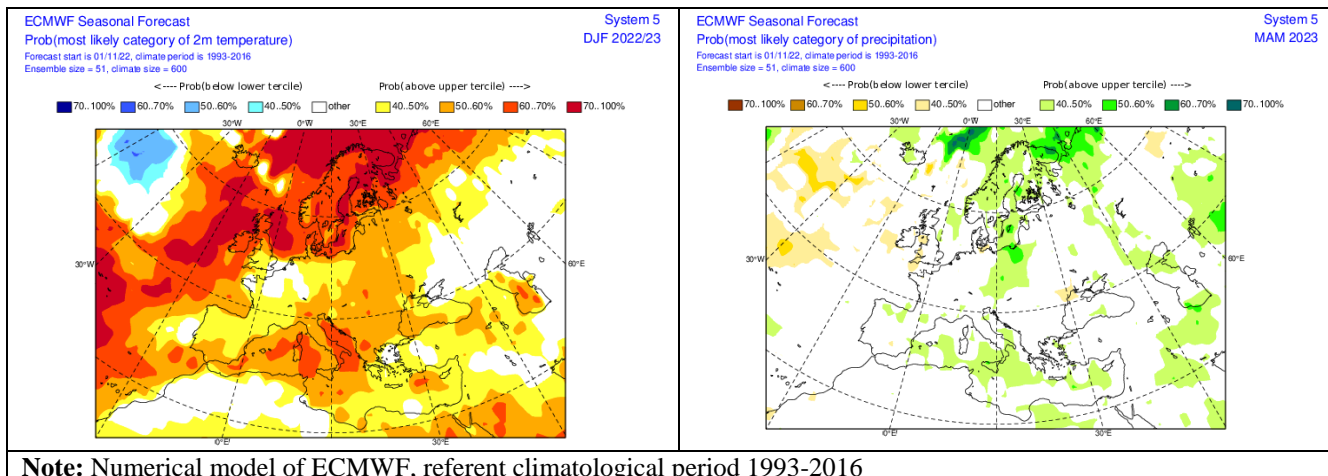 ECMWF Seasonal Forecast System 5
Prob(most likely category of 2m temperature) DJF 2022/23
Forecast start is 01/11/22, climate period is 1993-2016
Ensemble size = 51, climate size = 600
<---- Prob(below lower tercile) Prob(above upper tercile) ---->
70..100% 60..70% 50..60% 40..50% other 40..50% 50..60% 60..70% 70..100%
30°W 0°W 30°E 60°E
30°W
60°E
0°E 30°E
ECMWF Seasonal Forecast System 5
Prob(most likely category of precipitation) MAM 2023
Forecast start is 01/11/22, climate period is 1993-2016
Ensemble size = 51, climate size = 600
<---- Prob(below lower tercile) Prob(above upper tercile) ---->
70..100% 60..70% 50..60% 40..50% other 40..50% 50..60% 60..70% 70..100%
30°W 0°W 30°E 60°E
30°W
60°E
0°E 30°E
Note: Numerical model of ECMWF, referent climatological period 1993-2016